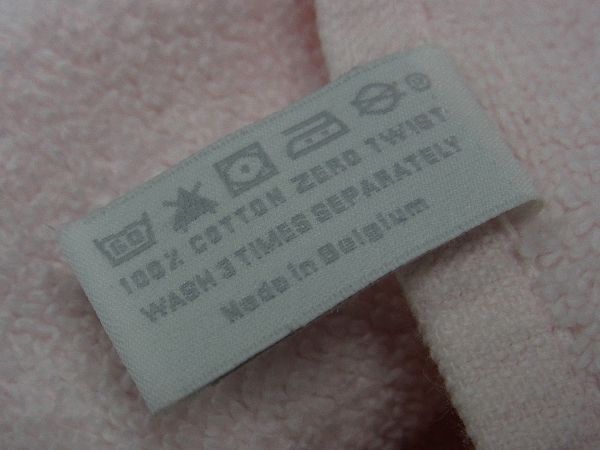 60 ®
100% COTTON ZERO TWIST
WASH 3 TIMES SEPARATELY
Made in Belgium